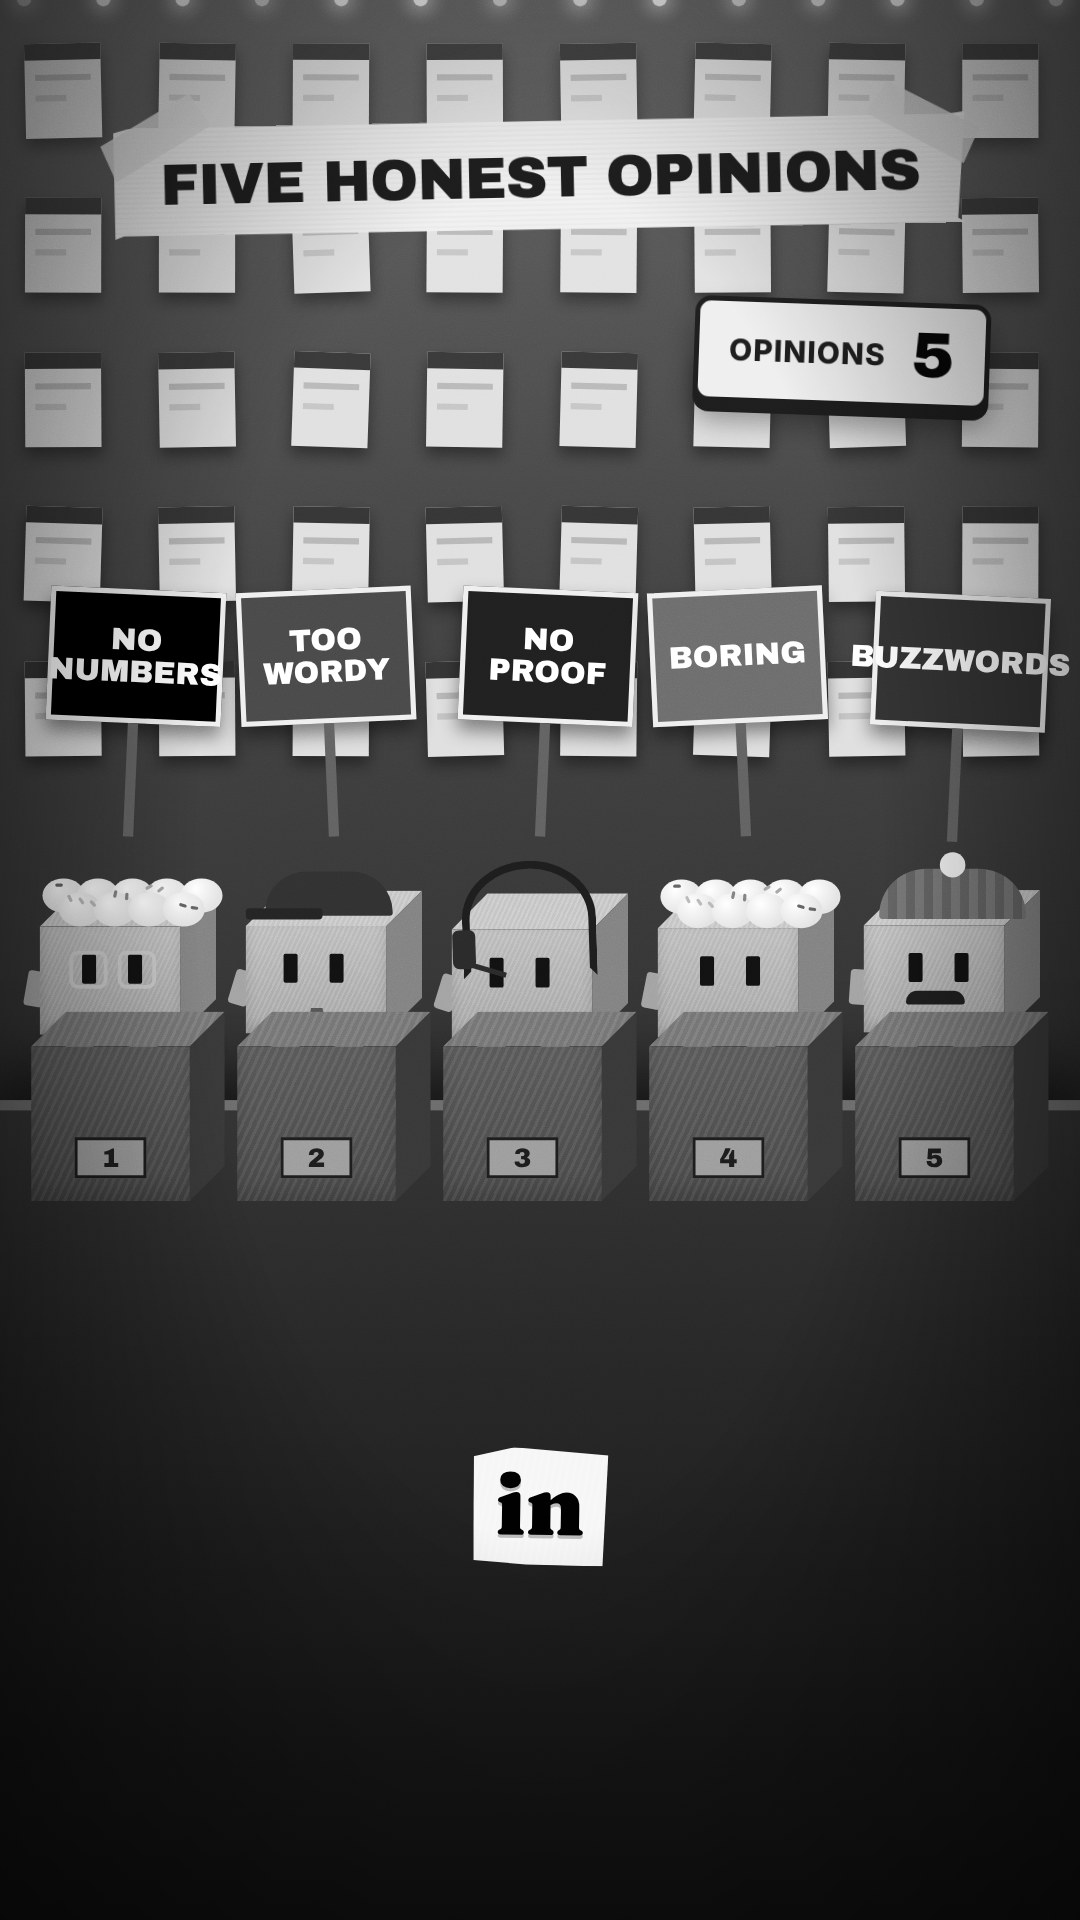 FIVE HONEST OPINIONS
OPINIONS 5
NO
NUMBERS
TOO
WORDY
NO
PROOF
BORING
BUZZWORDS
1
2
3
4
5
in